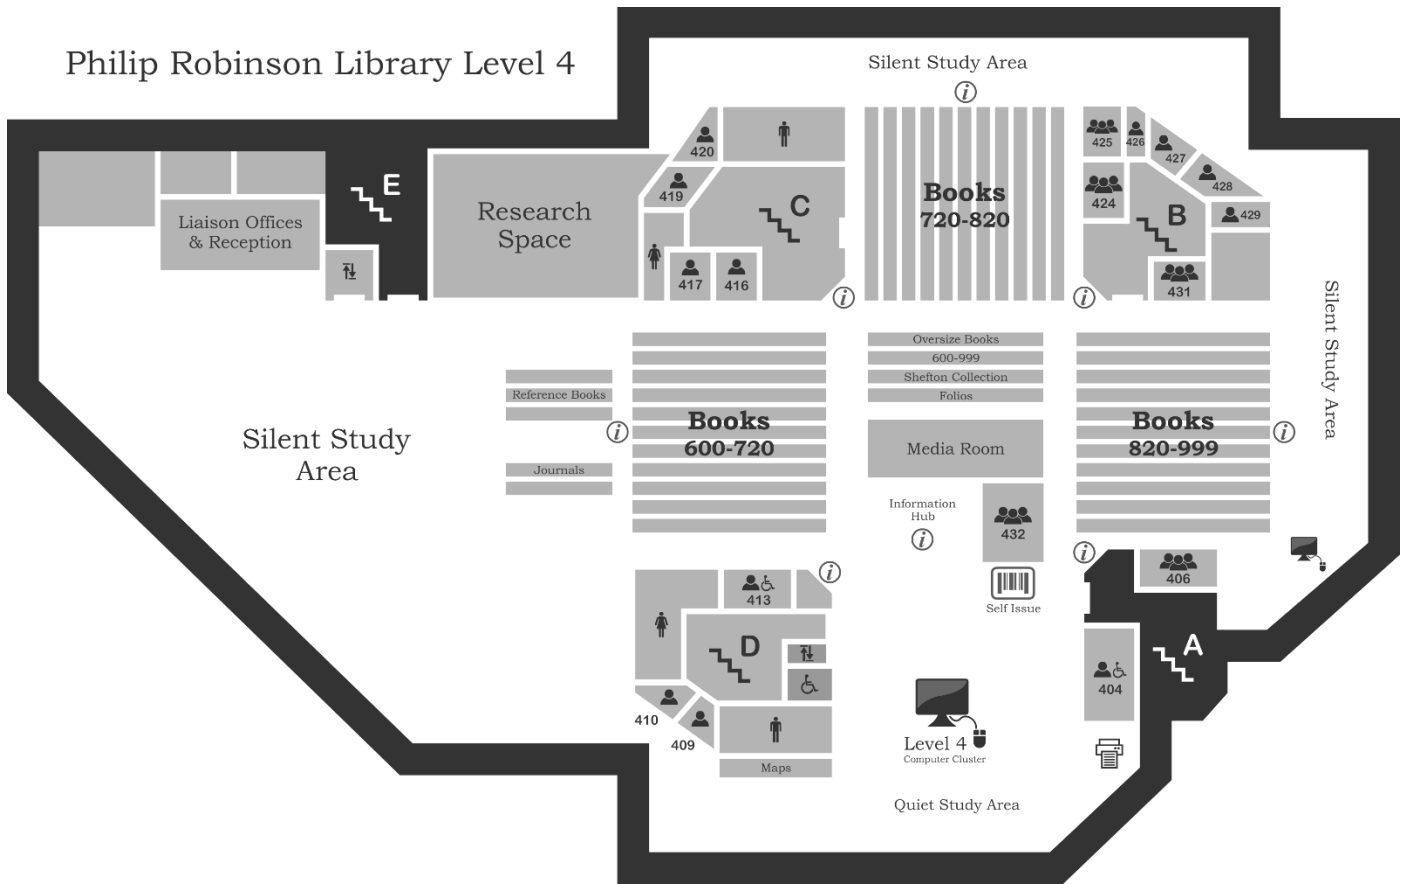 Philip Robinson Library Level 4
Silent Study Area
i
E
Liaison Offices
& Reception
Research
Space
420
419
417
416
C
i
Books
720-820
425
426
427
428
424
429
B
431
i
Silent Study Area
Silent Study
Area
Reference Books
Journals
i
Books
600-720
Oversize Books
600-999
Shefton Collection
Folios
Media Room
Information
Hub
i
432
Self Issue
Books
820-999
i
i
406
A
404
i
413
D
410
409
Maps
Level 4
Computer Cluster
Quiet Study Area